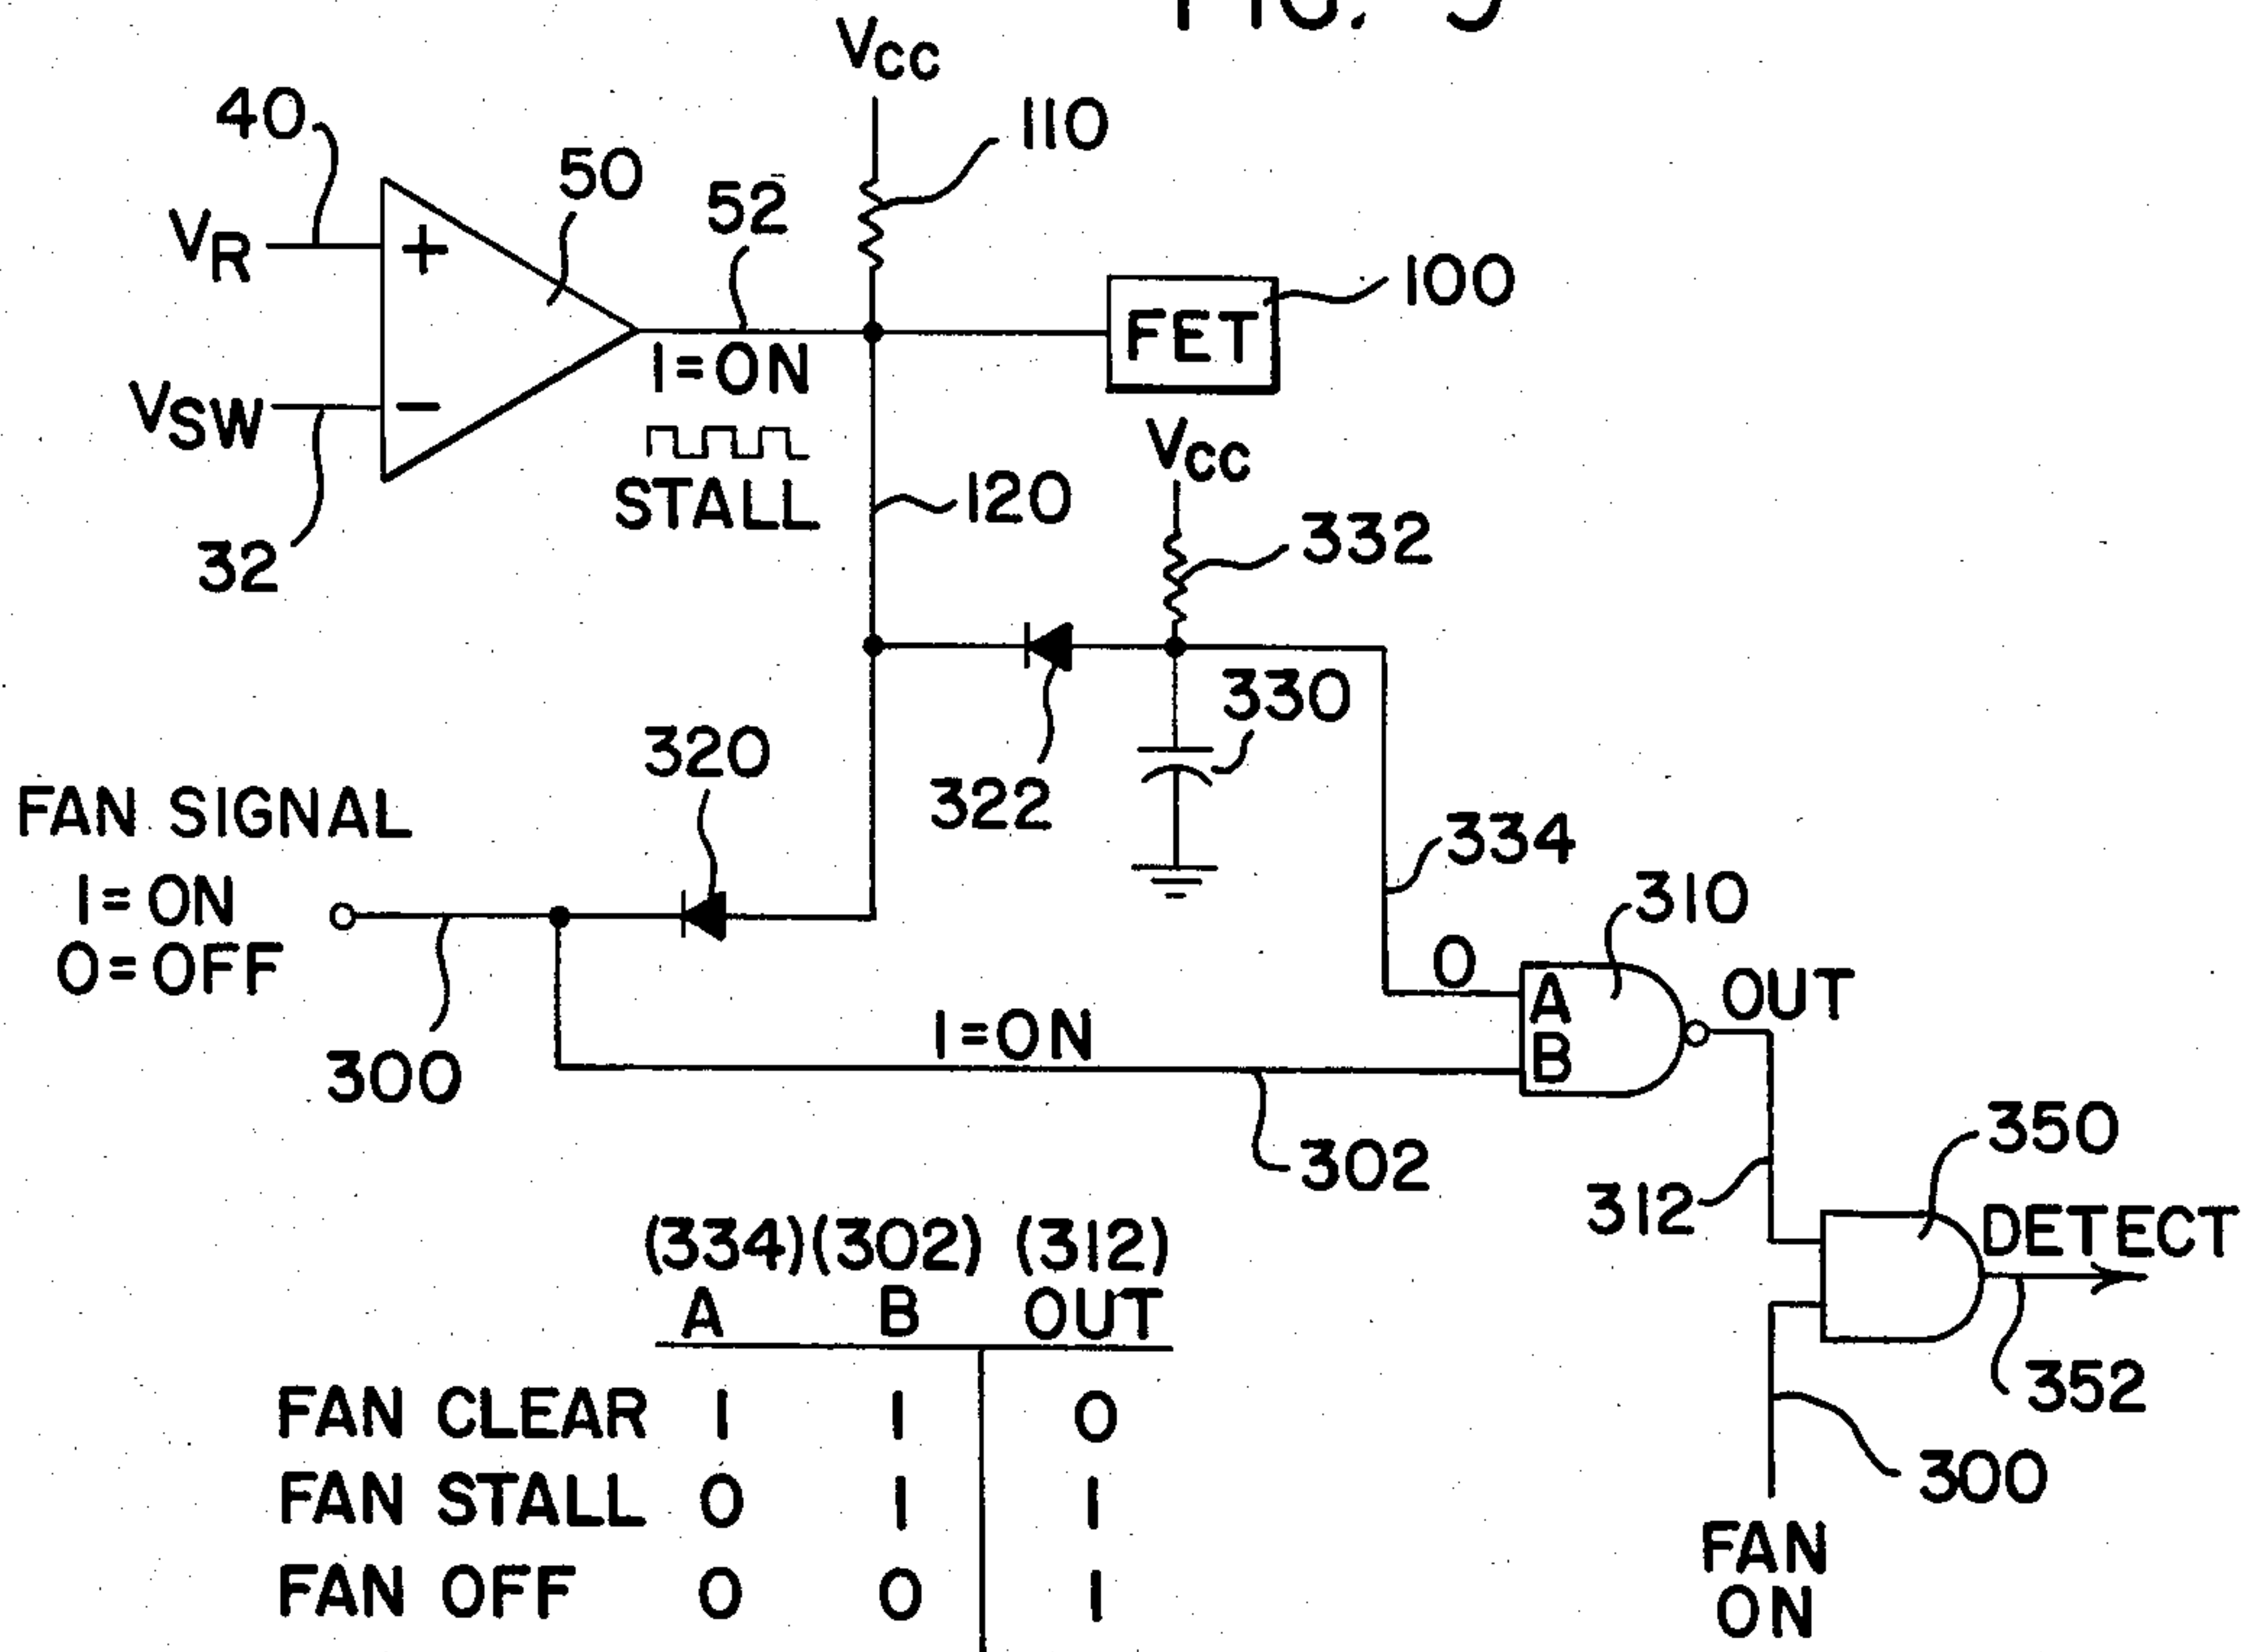 FIG. 5
VCC
40
110
50
52
VR
+
100
FET
1=ON
VSW
−
VCC
STALL
120
332
32
330
320
322
FAN SIGNAL
334
1=ON
310
0=OFF
0
A
OUT
1=ON
B
300
350
302
312
DETECT
(334) (302) (312)
A B OUT
352
FAN CLEAR 1 1 0
300
FAN STALL 0 1 1
FAN ON
FAN OFF 0 0 1